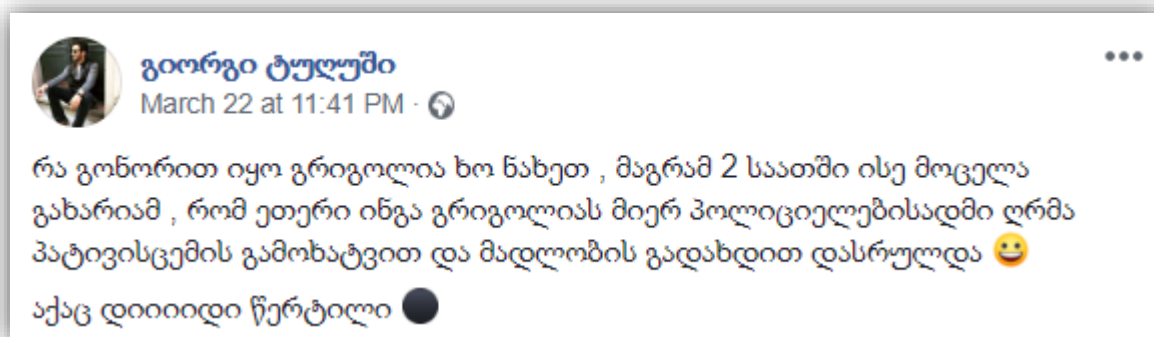 გიორგი ტუღუში
March 22 at 11:41 PM ·
რა გონორით იყო გრიგოლია ხო ნახეთ , მაგრამ 2 საათში ისე მოცელა
გახარიამ , რომ ეთერი ინგა გრიგოლიას მიერ პოლიციელებისადმი ღრმა
პატივისცემის გამოხატვით და მადლობის გადახდით დასრულდა 😀
აქაც დიიიიდი წერტილი ⚫